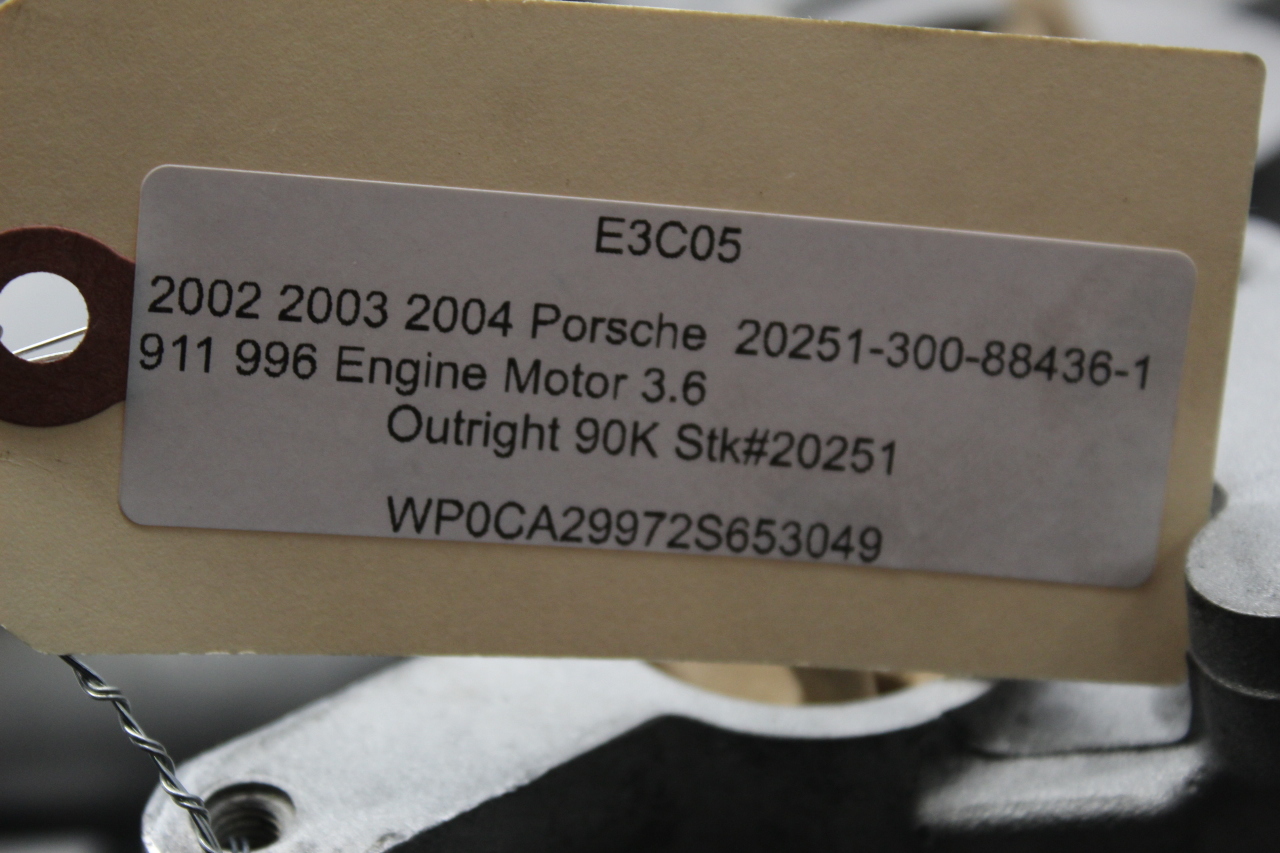 E3C05
2002 2003 2004 Porsche 20251-300-88436-1
911 996 Engine Motor 3.6
Outright 90K Stk#20251
WP0CA29972S653049